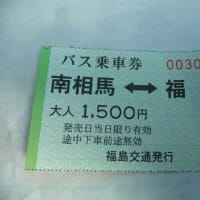 バス乗車券 0030
南相馬 ⟷ 福
大人 1,500円
発売日当日限り有効
途中下車前途無効
福島交通発行